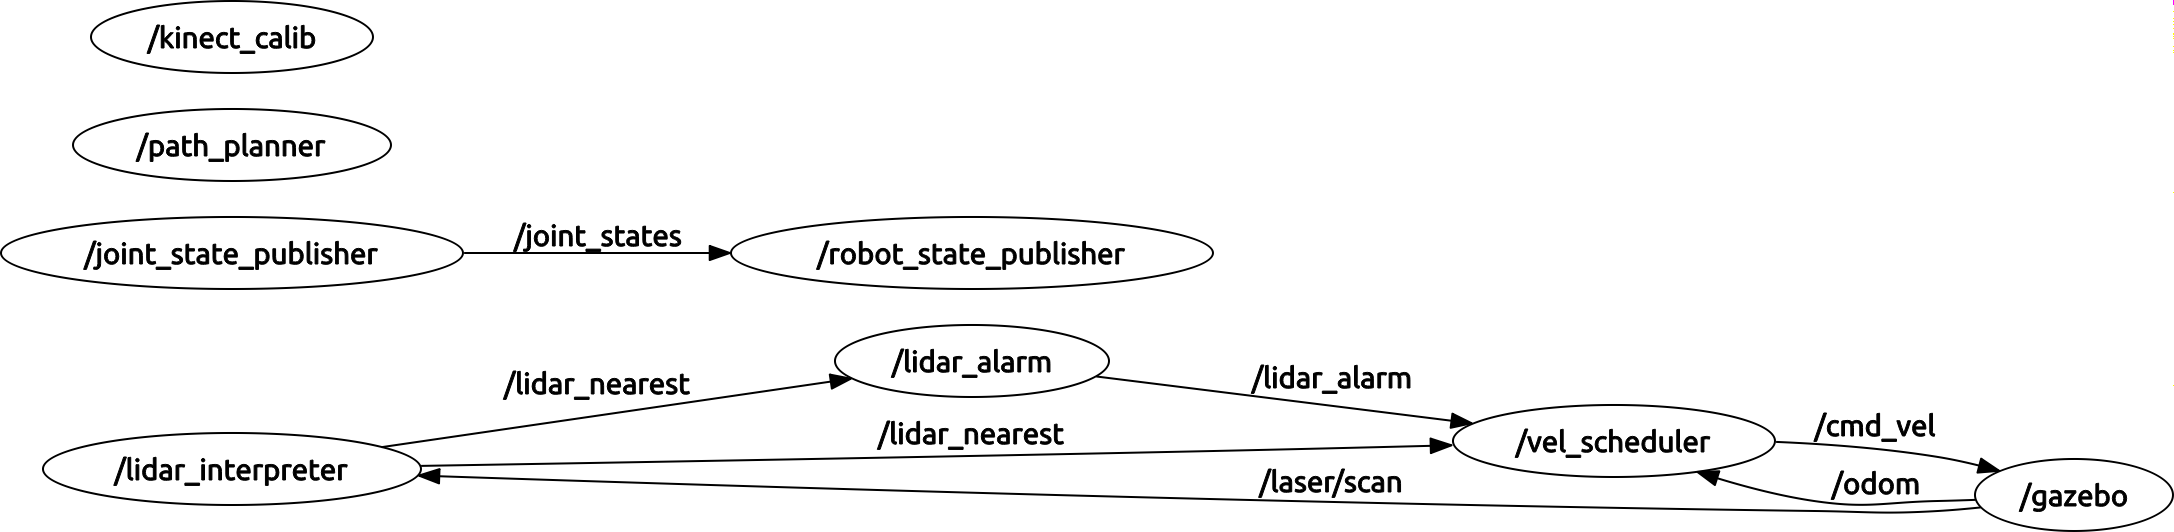 /kinect_calib
/path_planner
/joint_state_publisher
/joint_states
/robot_state_publisher
/lidar_interpreter
/lidar_nearest
/lidar_alarm
/lidar_alarm
/lidar_nearest
/vel_scheduler
/cmd_vel
/laser/scan
/odom
/gazebo